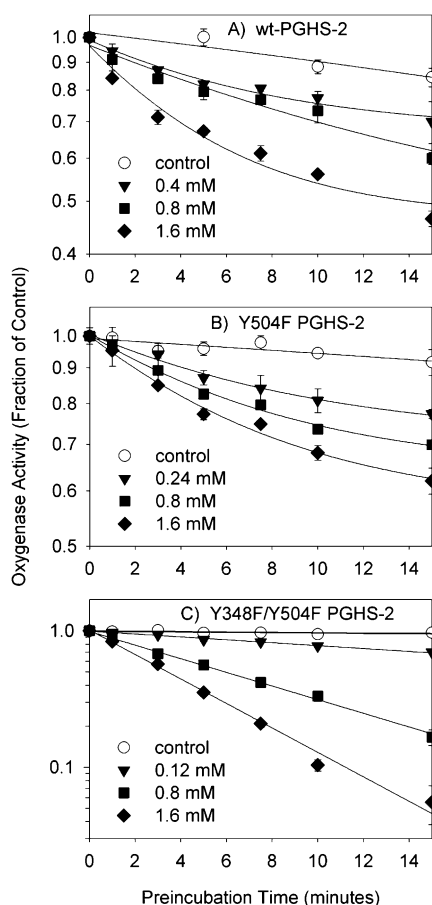 A) wt-PGHS-2
1.0
0.9
0.8
0.7
0.6
0.5
0.4
control
0.4 mM
0.8 mM
1.6 mM
0 2 4 6 8 10 12 14
B) Y504F PGHS-2
1.0
0.9
0.8
0.7
0.6
0.5
control
0.24 mM
0.8 mM
1.6 mM
0 2 4 6 8 10 12 14
C) Y348F/Y504F PGHS-2
1.0
0.1
control
0.12 mM
0.8 mM
1.6 mM
0 2 4 6 8 10 12 14
Oxygenase Activity (Fraction of Control)
Preincubation Time (minutes)